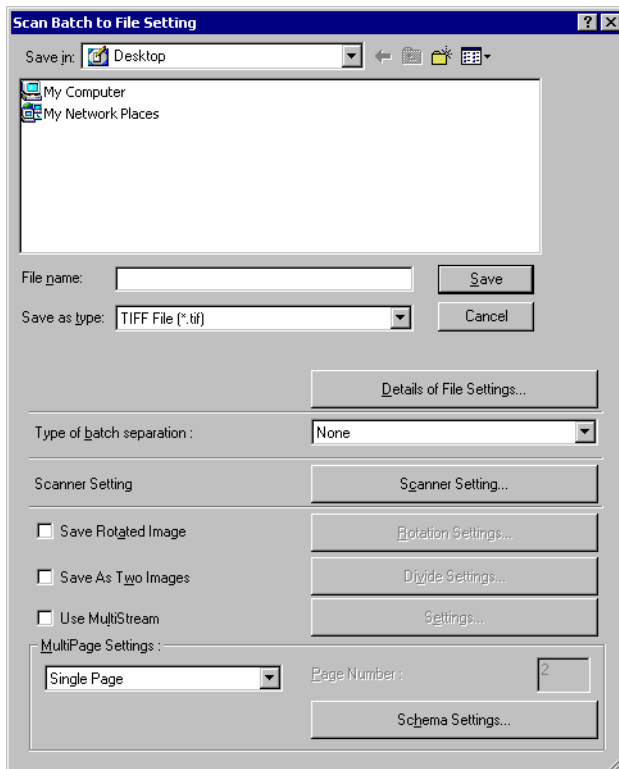 Scan Batch to File Setting
Save in: Desktop
My Computer
My Network Places
File name: Save
Save as type: TIFF File (*.tif) Cancel
Details of File Settings...
Type of batch separation : None
Scanner Setting Scanner Setting...
Save Rotated Image Rotation Settings...
Save As Two Images Divide Settings...
Use MultiStream Settings...
MultiPage Settings :
Single Page Page Number : 2
Schema Settings...